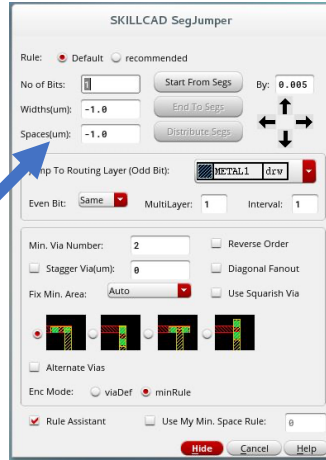 SKILLCAD SegJumper
Rule: Default recommended
No of Bits: 1 Start From Segs By: 0.005
Widths(um): -1.0 End To Segs
Spaces(um): -1.0 Distribute Segs
To Routing Layer (Odd Bit): METAL1 drw
Even Bit: Same MultiLayer: 1 Interval: 1
Min. Via Number: 2 Reverse Order
Stagger Via(um): 0 Diagonal Fanout
Fix Min. Area: Auto Use Squarish Via
Alternate Vias
Enc Mode: viaDef minRule
Rule Assistant Use My Min. Space Rule: 0
Hide Cancel Help